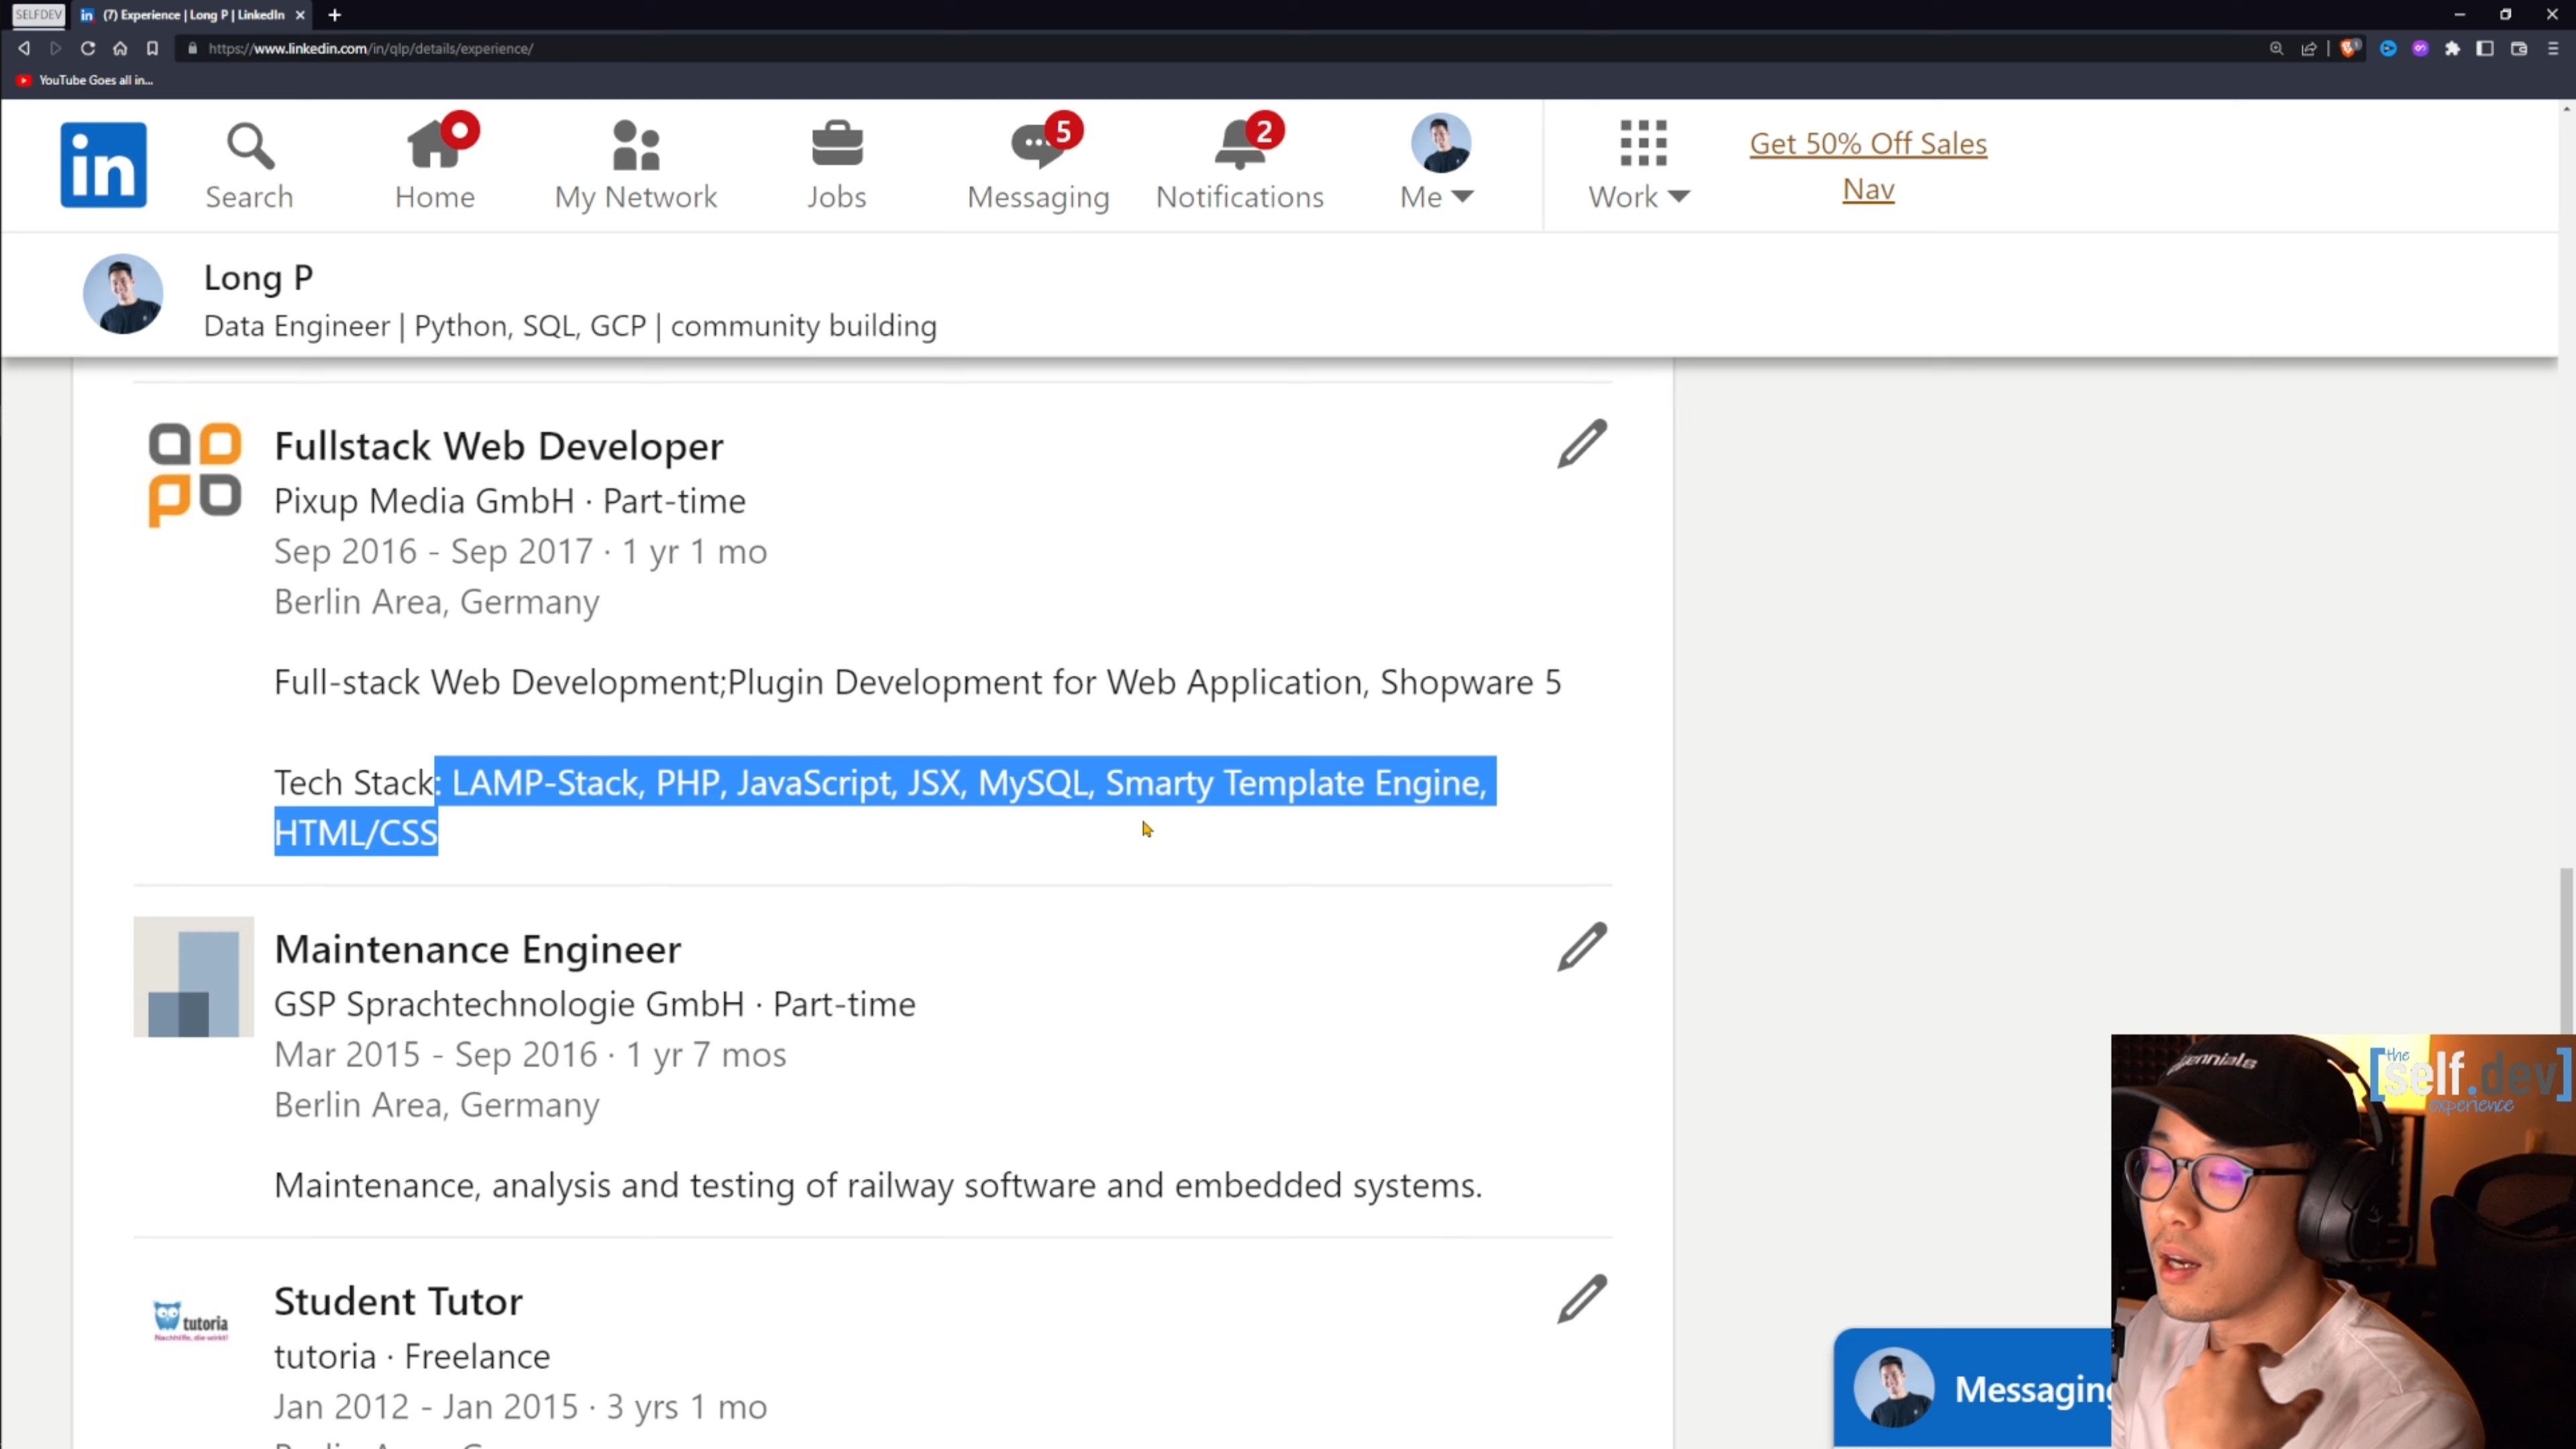 SELFDEV
(7) Experience | Long P | LinkedIn
https://www.linkedin.com/in/qlp/details/experience/
YouTube Goes all in...
in
Search
Home
My Network
Jobs
5
Messaging
2
Notifications
Me
Work
Get 50% Off Sales
Nav
Long P
Data Engineer | Python, SQL, GCP | community building
Fullstack Web Developer
Pixup Media GmbH · Part-time
Sep 2016 - Sep 2017 · 1 yr 1 mo
Berlin Area, Germany
Full-stack Web Development;Plugin Development for Web Application, Shopware 5
Tech Stack: LAMP-Stack, PHP, JavaScript, JSX, MySQL, Smarty Template Engine,
HTML/CSS
Maintenance Engineer
GSP Sprachtechnologie GmbH · Part-time
Mar 2015 - Sep 2016 · 1 yr 7 mos
Berlin Area, Germany
Maintenance, analysis and testing of railway software and embedded systems.
tutoria
Nachhilfe, die wirkt!
Student Tutor
tutoria · Freelance
Jan 2012 - Jan 2015 · 3 yrs 1 mo
Messaging
[the
self.dev]
experience